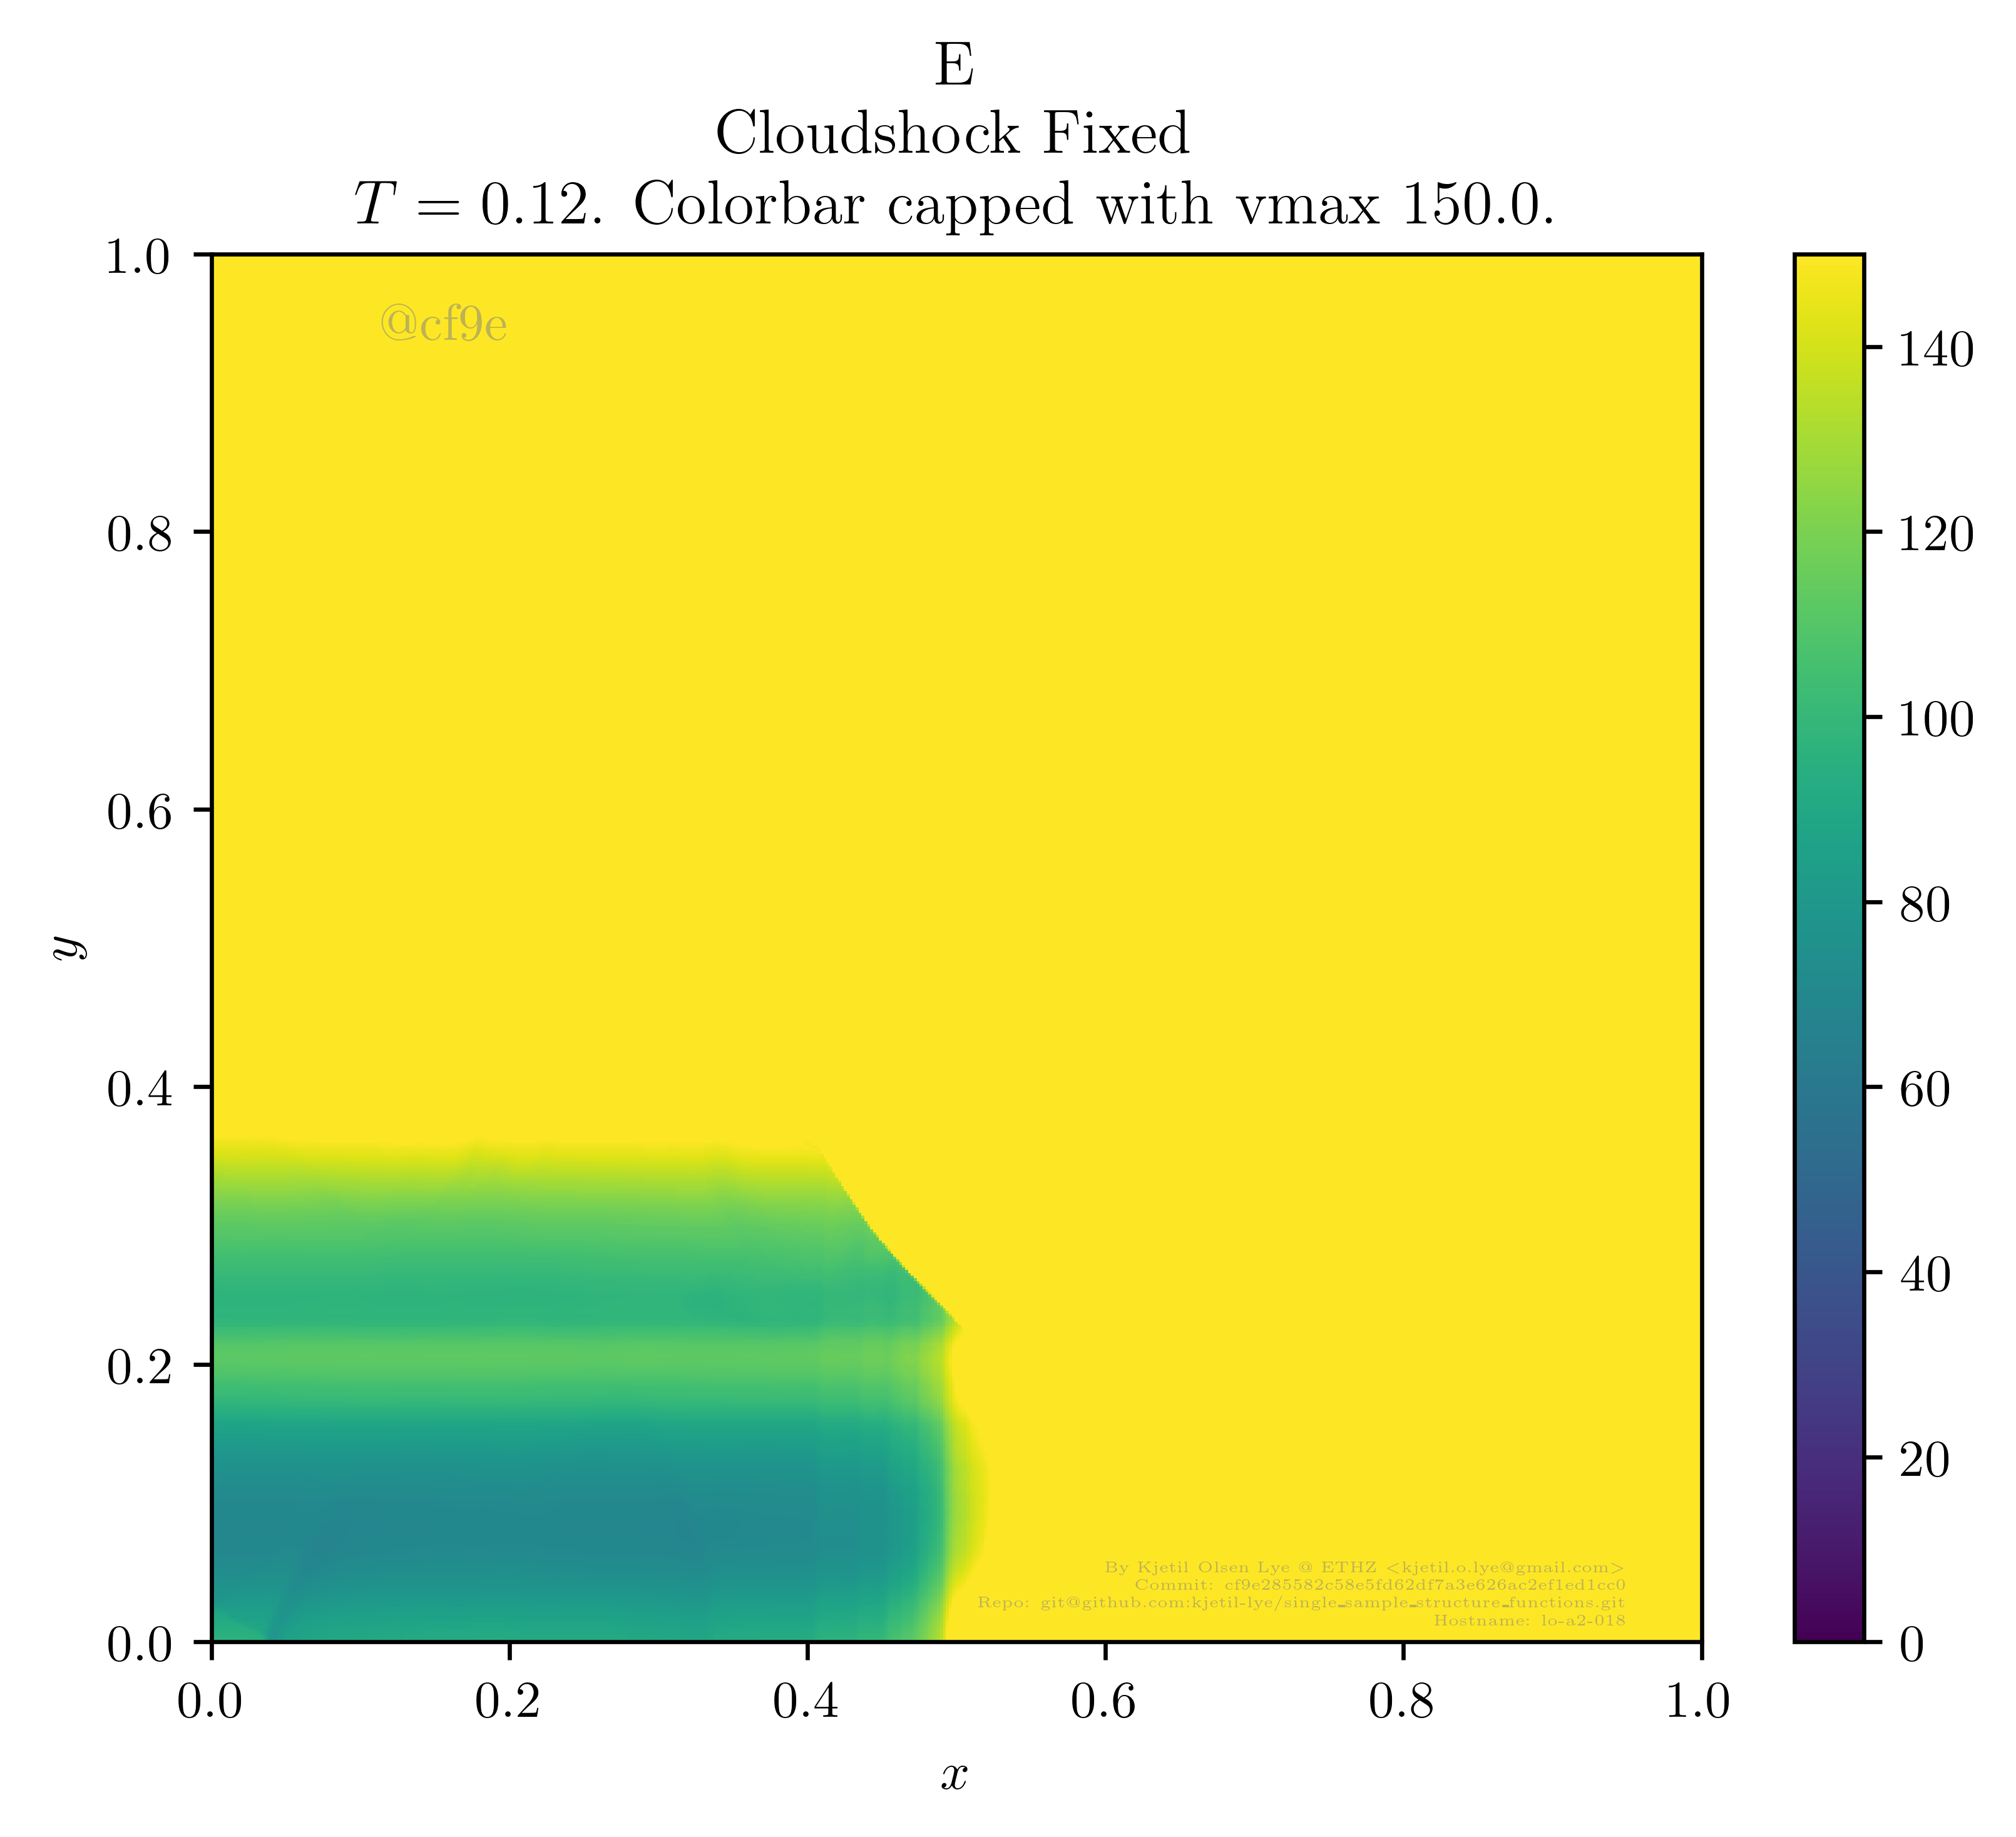 E
Cloudshock Fixed
T = 0.12. Colorbar capped with vmax 150.0.
1.0
0.8
0.6
0.4
0.2
0.0
y
@cf9e
By Kjetil Olsen Lye @ ETHZ <kjetil.o.lye@gmail.com>
Commit: cf9e285582c58e5fd62df7a3e626ac2ef1ed1cc0
Repo: git@github.com:kjetil-lye/single_sample_structure_functions.git
Hostname: lo-a2-018
0.0 0.2 0.4 0.6 0.8 1.0
x
140
120
100
80
60
40
20
0